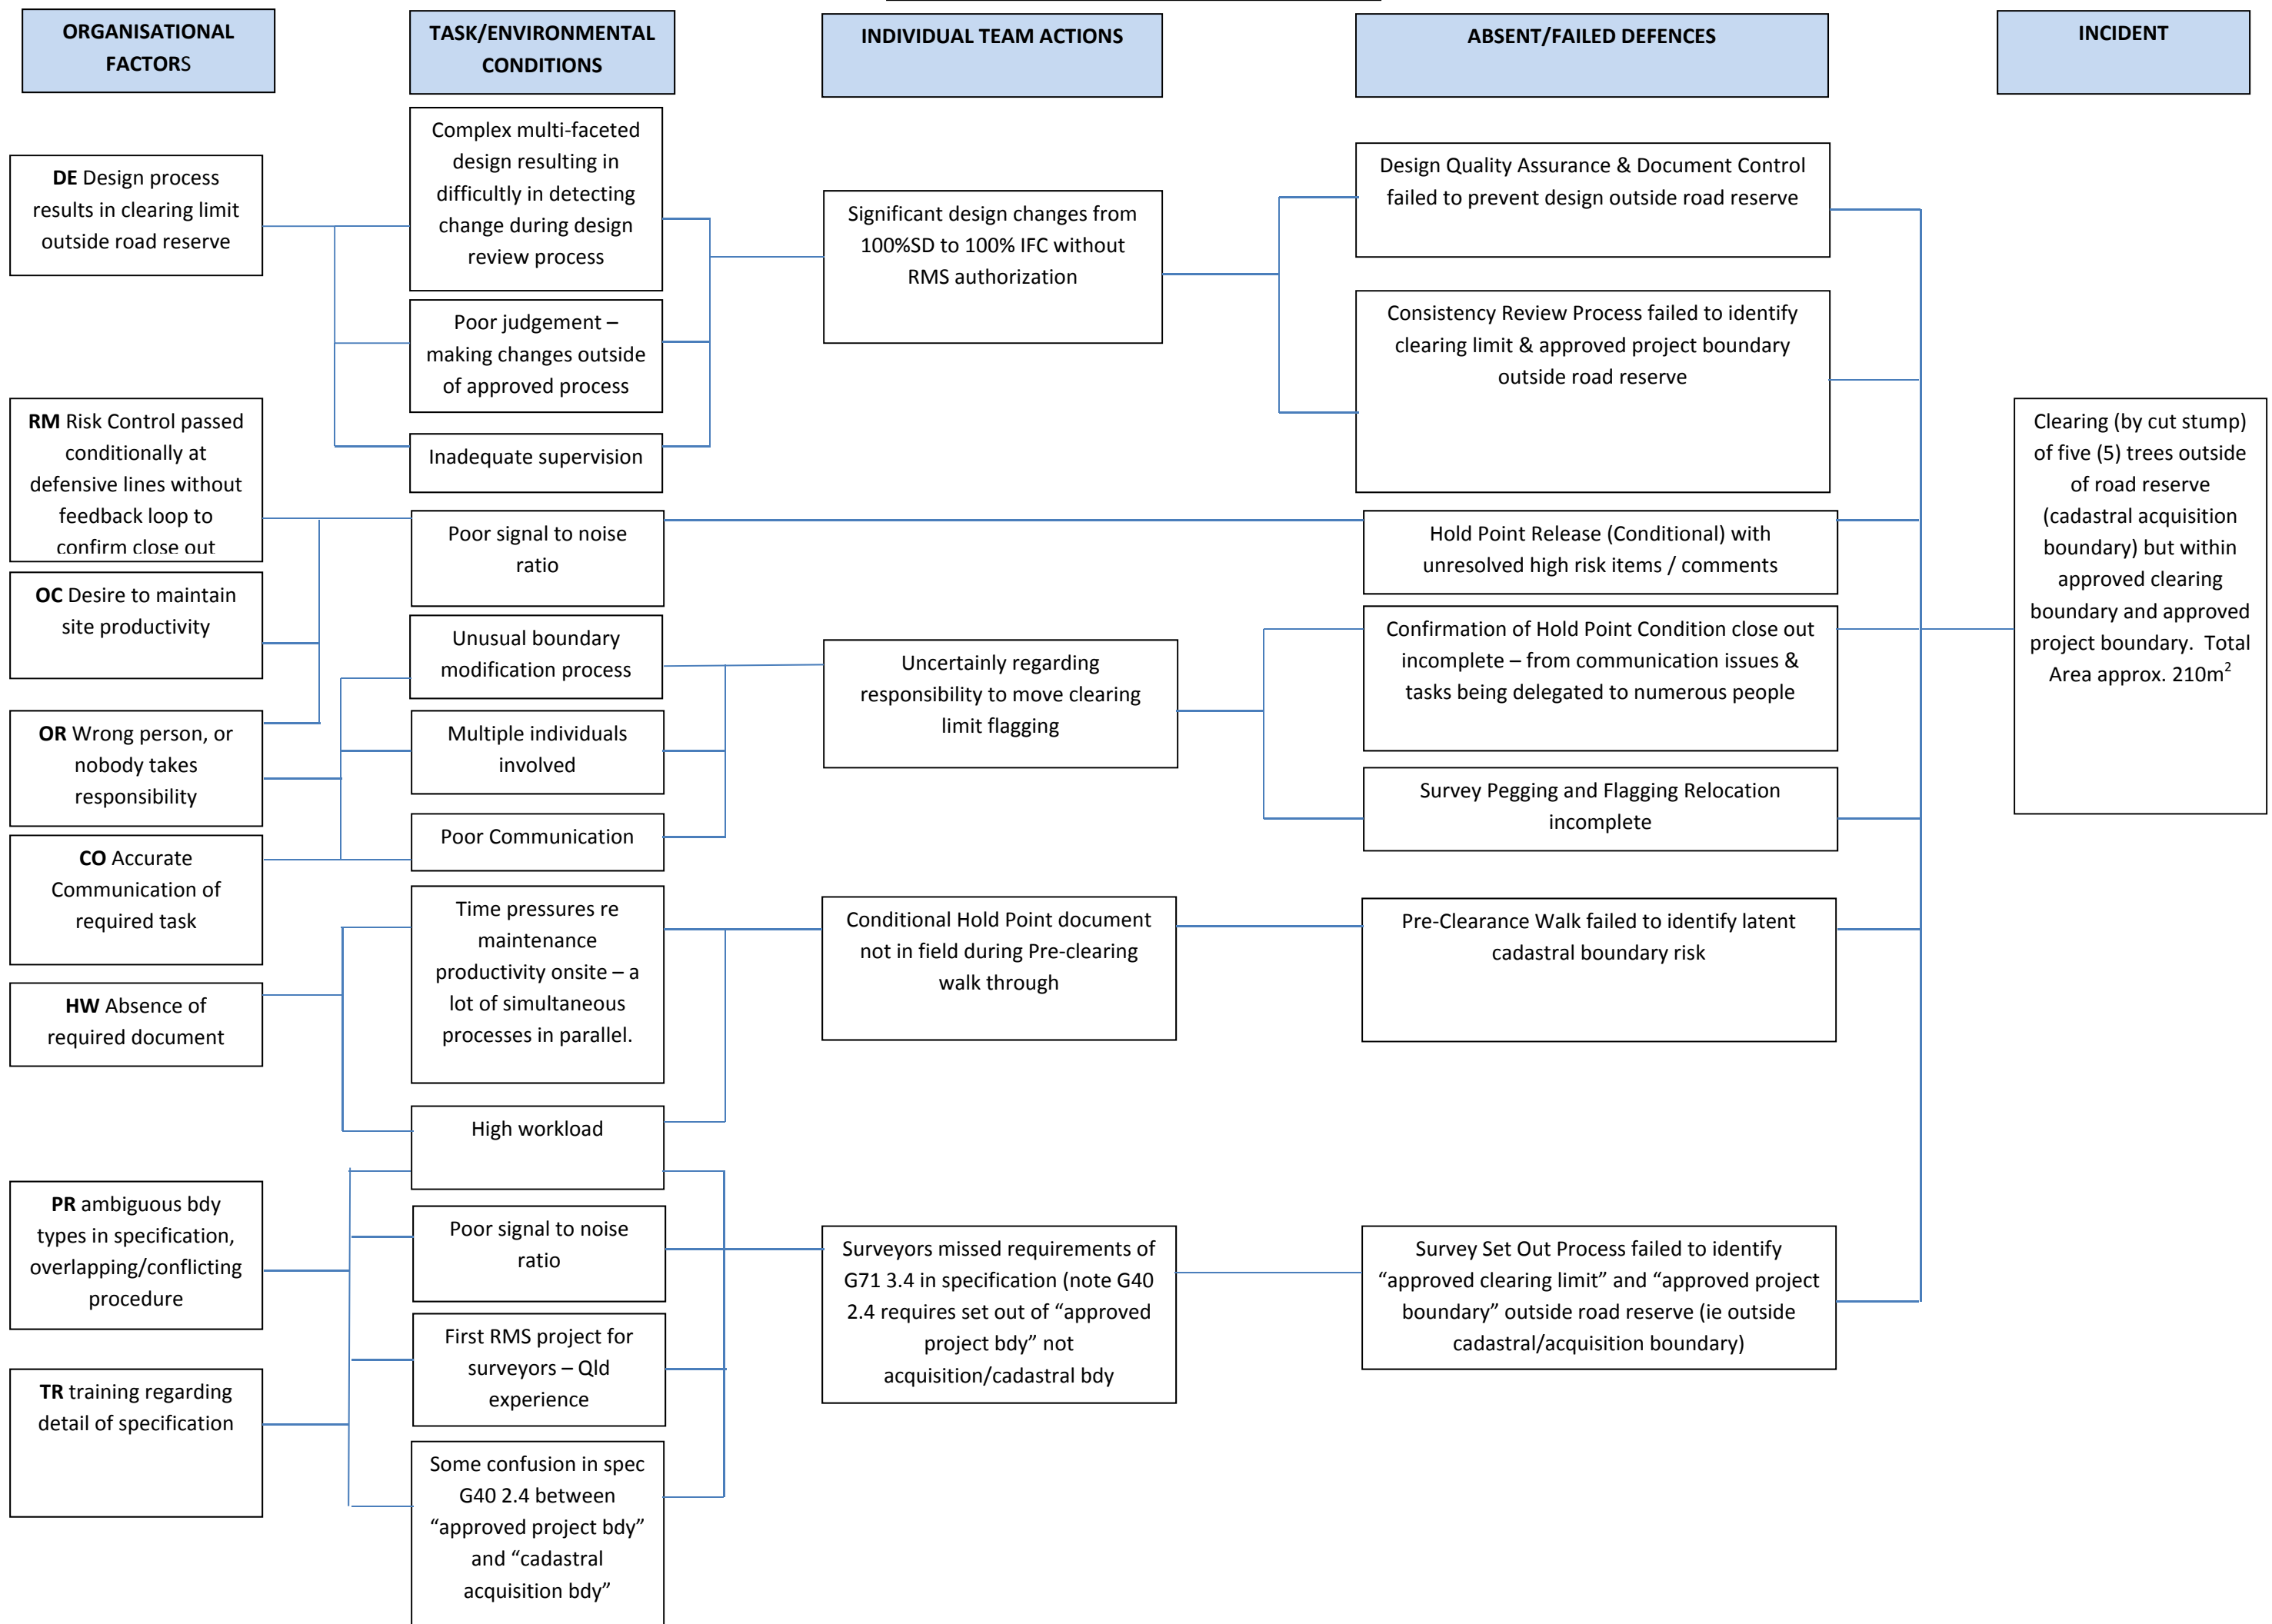 ORGANISATIONAL
FACTORS
TASK/ENVIRONMENTAL
CONDITIONS
INDIVIDUAL TEAM ACTIONS
ABSENT/FAILED DEFENCES
INCIDENT
DE Design process
results in clearing limit
outside road reserve
RM Risk Control passed
conditionally at
defensive lines without
feedback loop to
confirm close out
OC Desire to maintain
site productivity
OR Wrong person, or
nobody takes
responsibility
CO Accurate
Communication of
required task
HW Absence of
required document
PR ambiguous bdy
types in specification,
overlapping/conflicting
procedure
TR training regarding
detail of specification
Complex multi-faceted
design resulting in
difficultly in detecting
change during design
review process
Poor judgement –
making changes outside
of approved process
Inadequate supervision
Poor signal to noise
ratio
Unusual boundary
modification process
Multiple individuals
involved
Poor Communication
Time pressures re
maintenance
productivity onsite – a
lot of simultaneous
processes in parallel.
High workload
Poor signal to noise
ratio
First RMS project for
surveyors – Qld
experience
Some confusion in spec
G40 2.4 between
“approved project bdy”
and “cadastral
acquisition bdy”
Significant design changes from
100%SD to 100% IFC without
RMS authorization
Uncertainly regarding
responsibility to move clearing
limit flagging
Conditional Hold Point document
not in field during Pre-clearing
walk through
Surveyors missed requirements of
G71 3.4 in specification (note G40
2.4 requires set out of “approved
project bdy” not
acquisition/cadastral bdy
Design Quality Assurance & Document Control
failed to prevent design outside road reserve
Consistency Review Process failed to identify
clearing limit & approved project boundary
outside road reserve
Hold Point Release (Conditional) with
unresolved high risk items / comments
Confirmation of Hold Point Condition close out
incomplete – from communication issues &
tasks being delegated to numerous people
Survey Pegging and Flagging Relocation
incomplete
Pre-Clearance Walk failed to identify latent
cadastral boundary risk
Survey Set Out Process failed to identify
“approved clearing limit” and “approved project
boundary” outside road reserve (ie outside
cadastral/acquisition boundary)
Clearing (by cut stump)
of five (5) trees outside
of road reserve
(cadastral acquisition
boundary) but within
approved clearing
boundary and approved
project boundary.  Total
Area approx. 210m²